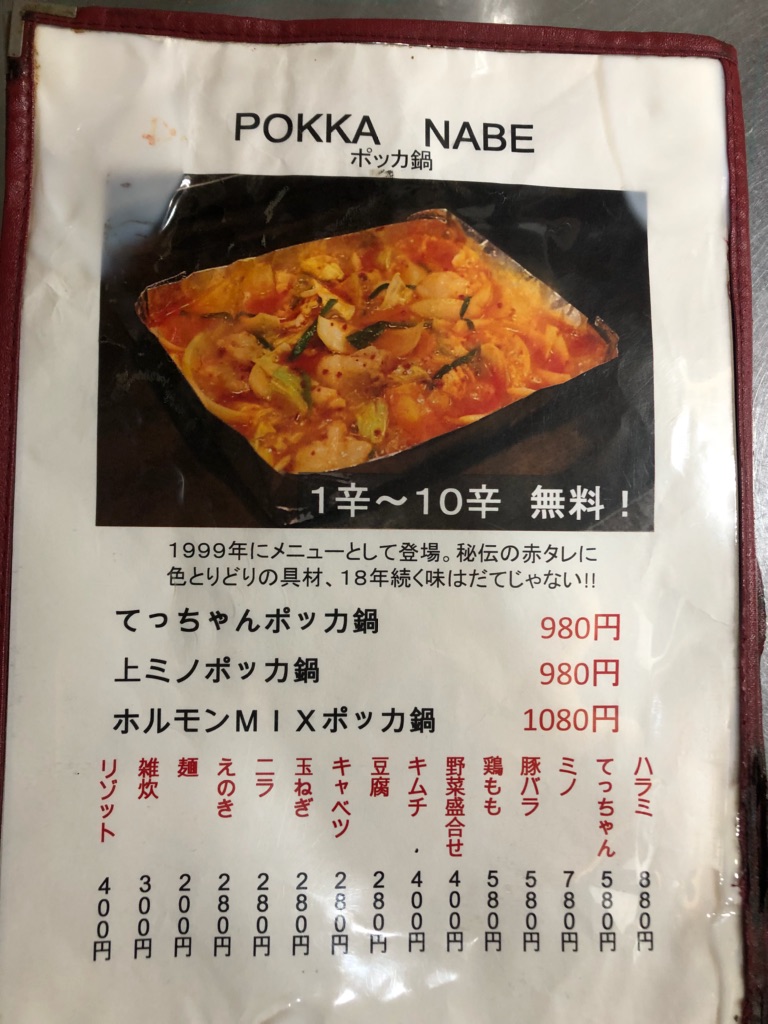 POKKA NABE
ポッカ鍋
1辛～10辛 無料！
1999年にメニューとして登場。秘伝の赤タレに
色とりどりの具材、18年続く味はだてじゃない!!
てっちゃんポッカ鍋 980円
上ミノポッカ鍋 980円
ホルモンＭＩＸポッカ鍋 1080円
ハラミ 880円
てっちゃん 580円
ミノ 780円
豚バラ 580円
鶏もも 580円
野菜盛合せ 400円
キムチ 400円
豆腐 280円
キャベツ 280円
玉ねぎ 280円
ニラ 280円
えのき 280円
麺 200円
雑炊 300円
リゾット 400円